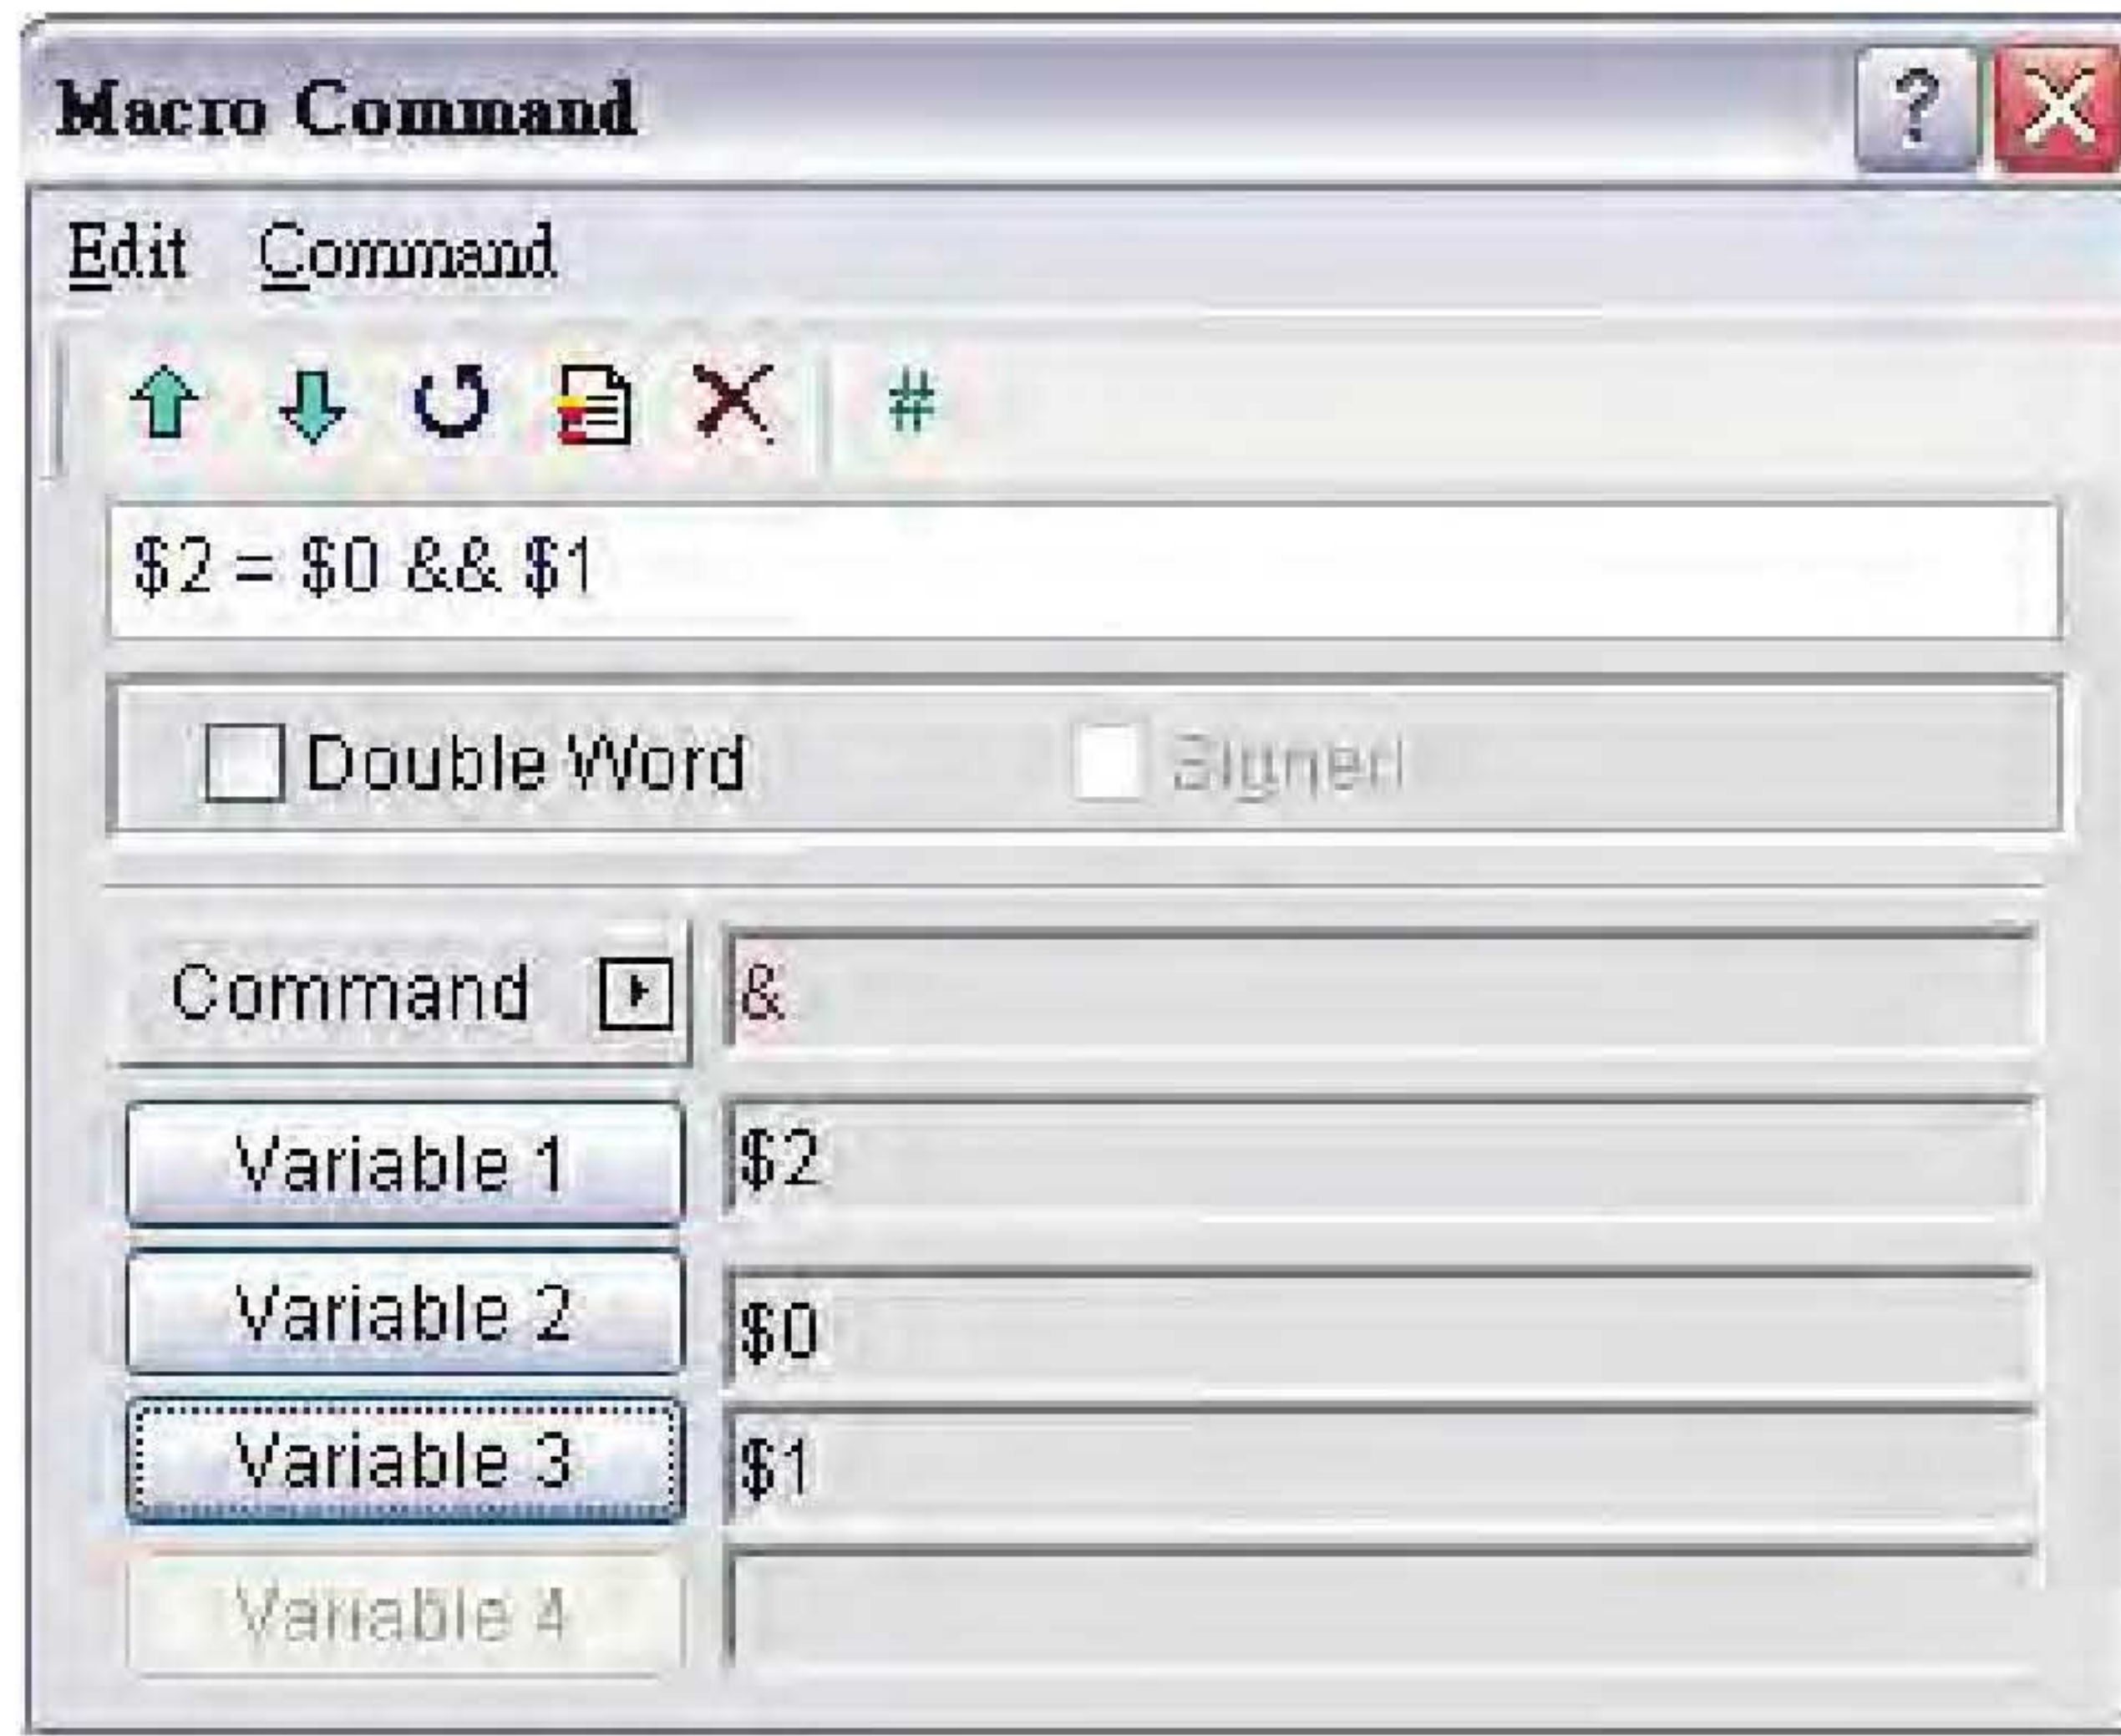 Macro Command
?
Edit Command
#
$2 = $0 && $1
Double Word Signed
Command &
Variable 1 $2
Variable 2 $0
Variable 3 $1
Variable 4